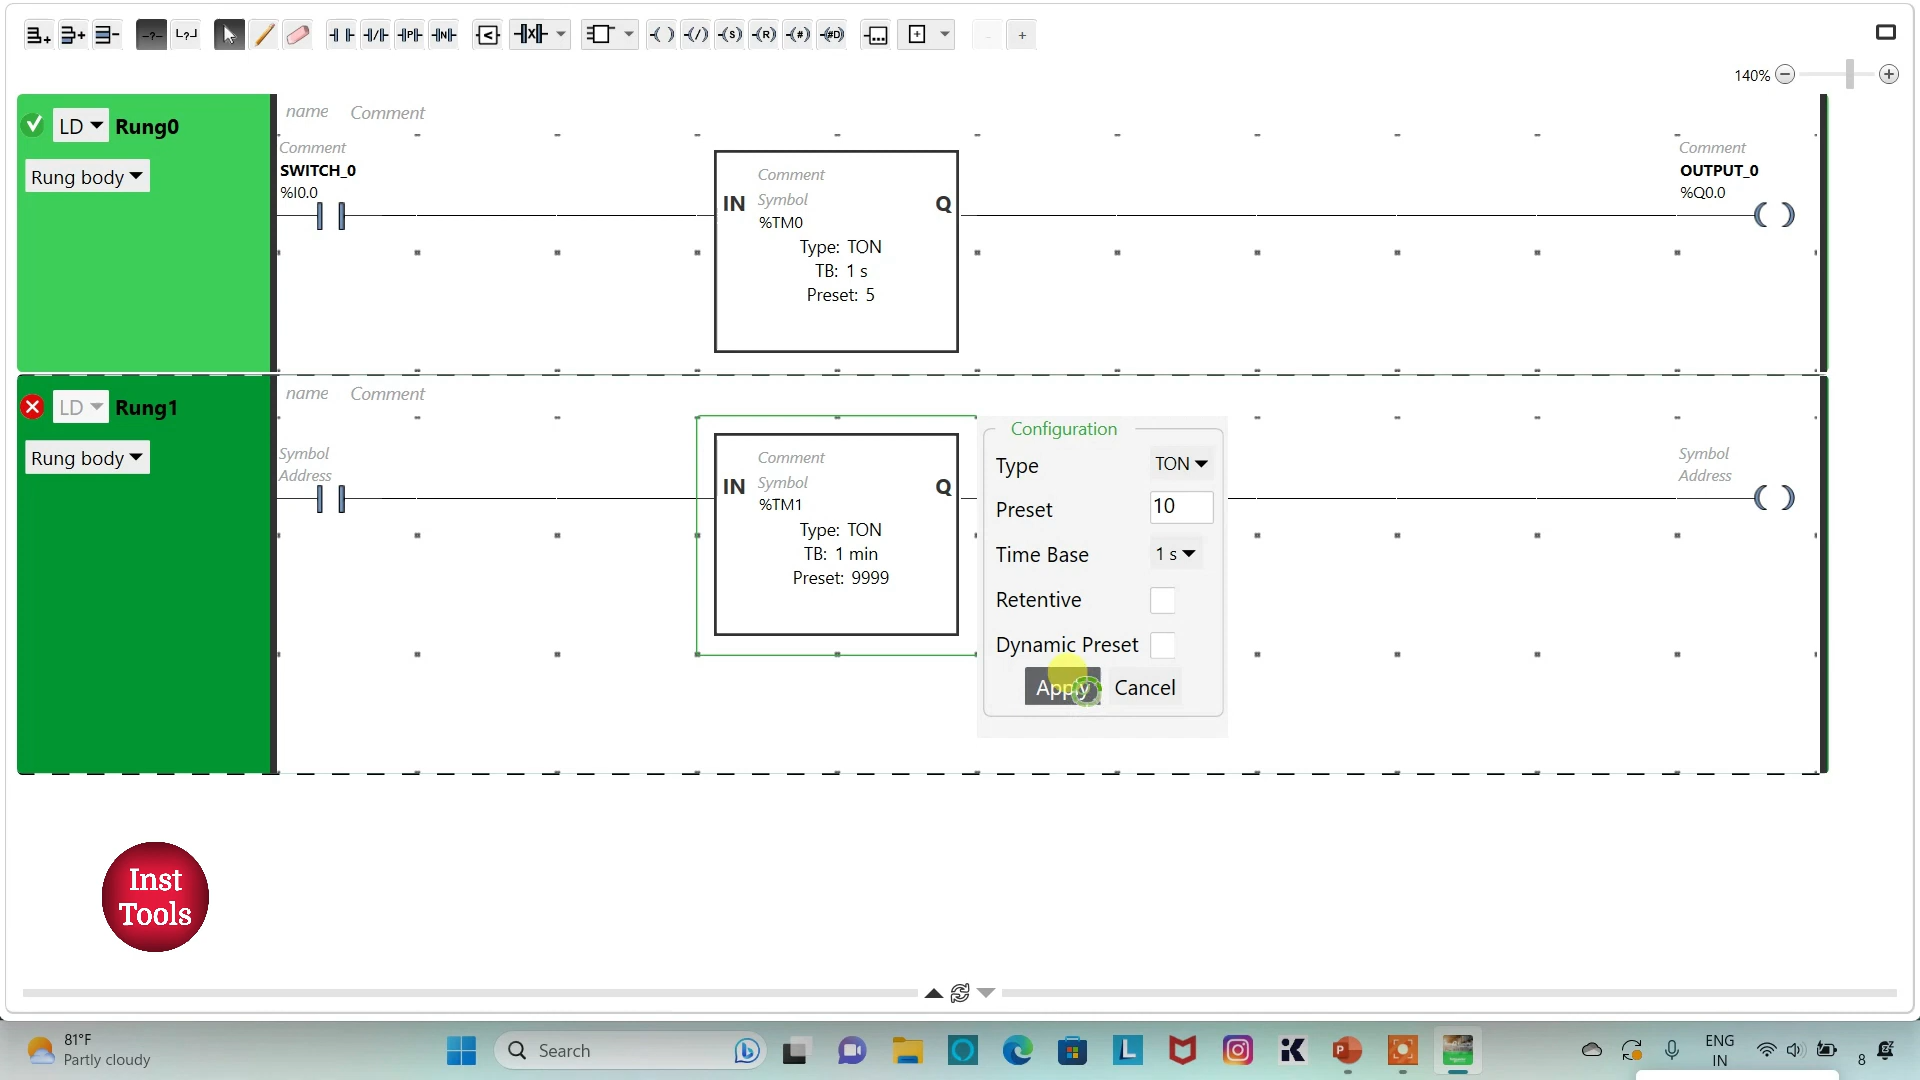 140%
LD Rung0
Rung body
name Comment
Comment
SWITCH_0
%I0.0
Comment
IN Symbol Q
%TM0
Type: TON
TB: 1 s
Preset: 5
Comment
OUTPUT_0
%Q0.0
LD Rung1
Rung body
name Comment
Symbol
Address
Comment
IN Symbol Q
%TM1
Type: TON
TB: 1 min
Preset: 9999
Configuration
Type TON
Preset 10
Time Base 1 s
Retentive
Dynamic Preset
Apply Cancel
Symbol
Address
Inst
Tools
81°F
Partly cloudy
Search
ENG
IN
8